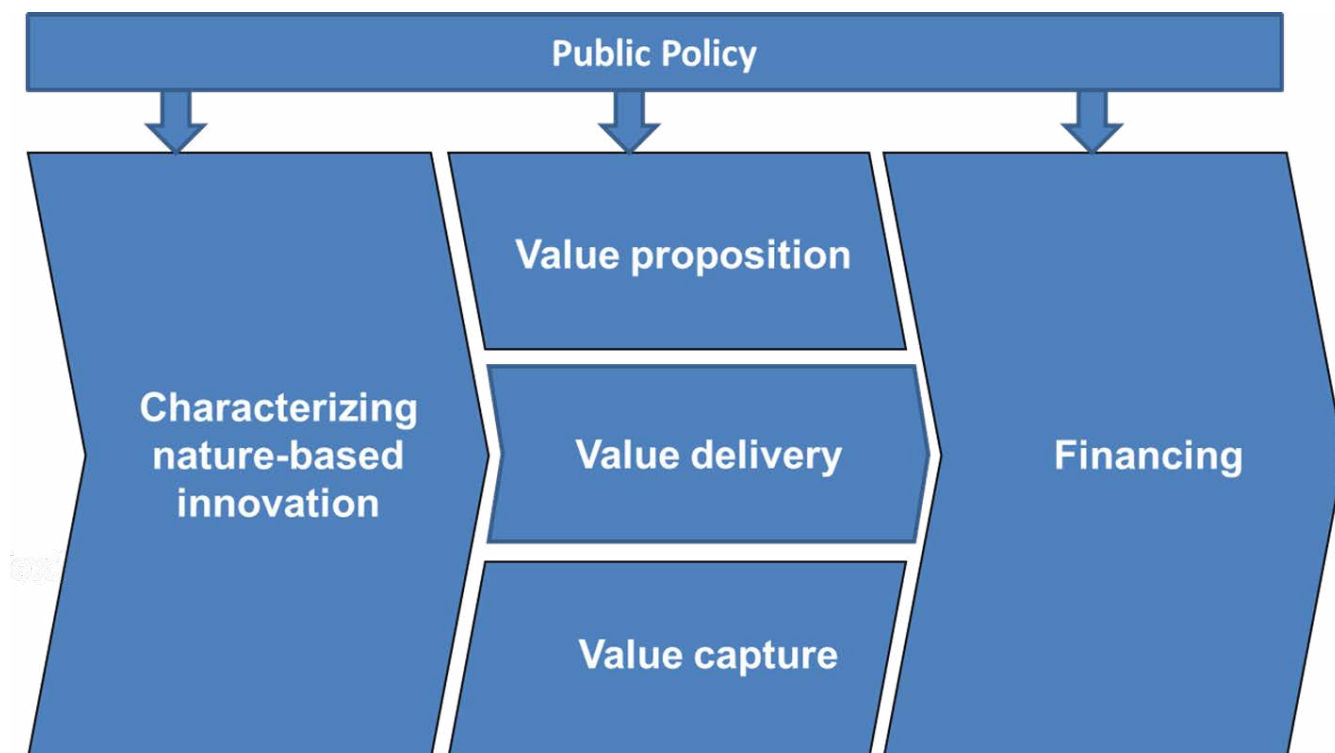 Public Policy
Characterizing
nature-based
innovation
Value proposition
Value delivery
Value capture
Financing